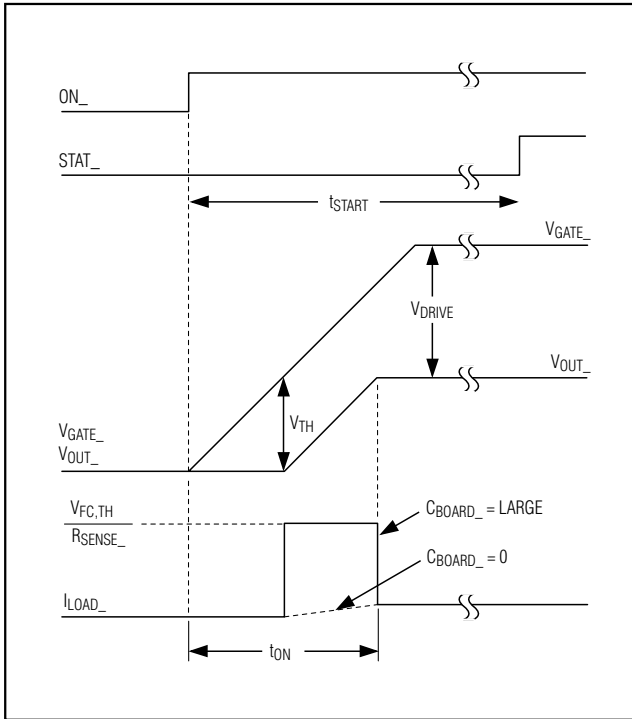 ON_
STAT_
tSTART
VGATE_
VDRIVE
VOUT_
VTH
VGATE_
VOUT_
VFC,TH
RSENSE_
CBOARD_ = LARGE
CBOARD_ = 0
ILOAD_
tON